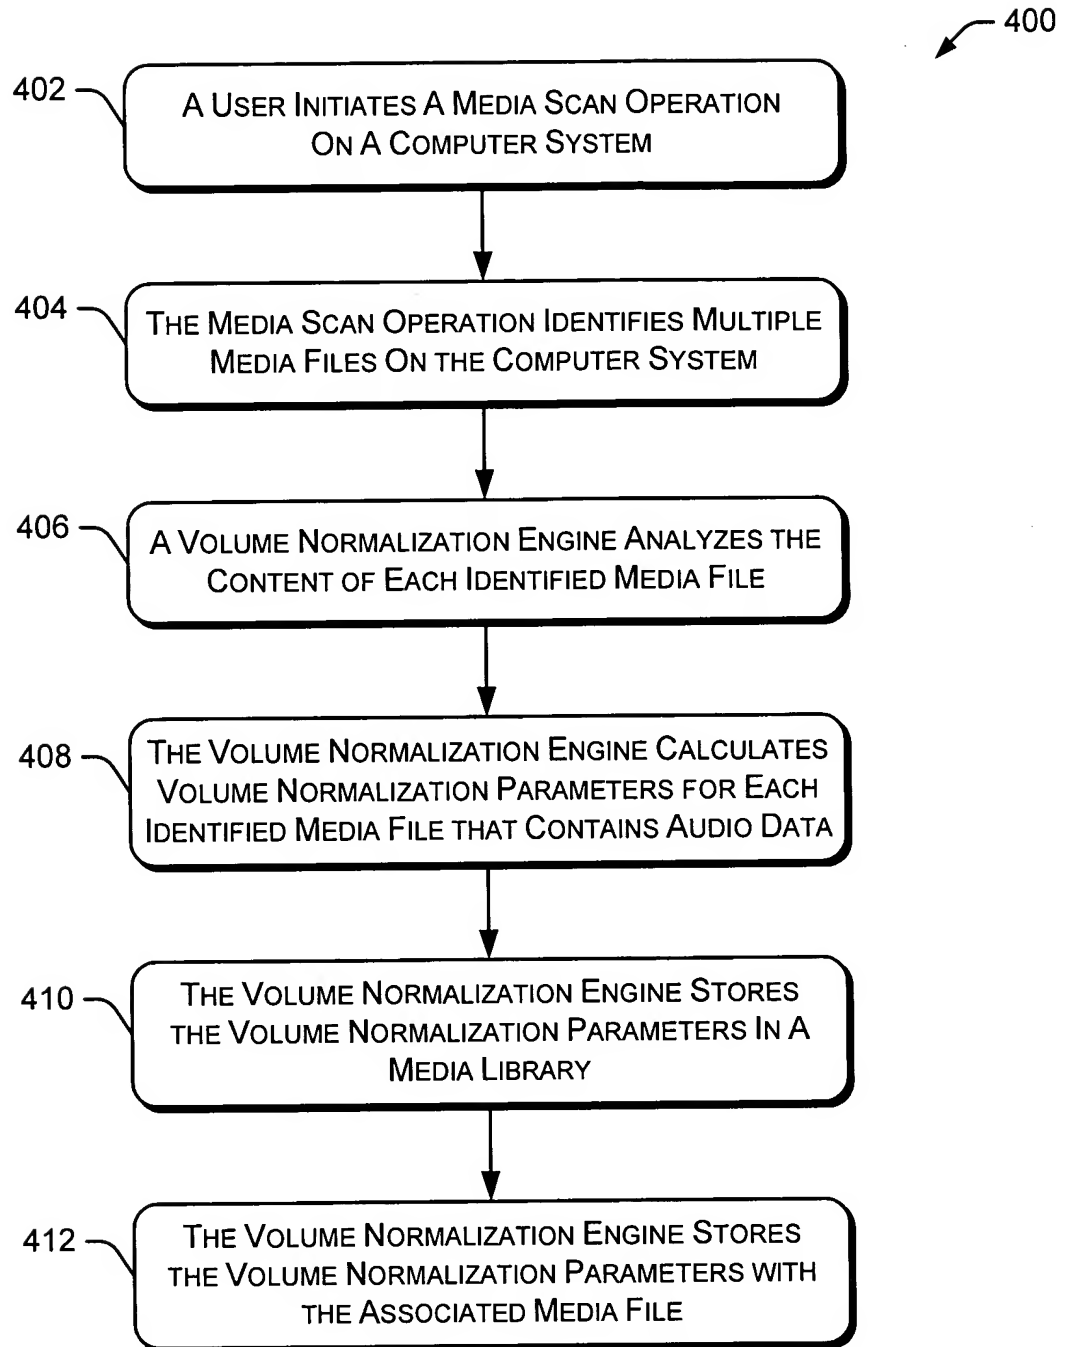 400
402
A USER INITIATES A MEDIA SCAN OPERATION
ON A COMPUTER SYSTEM
404
THE MEDIA SCAN OPERATION IDENTIFIES MULTIPLE
MEDIA FILES ON THE COMPUTER SYSTEM
406
A VOLUME NORMALIZATION ENGINE ANALYZES THE
CONTENT OF EACH IDENTIFIED MEDIA FILE
408
THE VOLUME NORMALIZATION ENGINE CALCULATES
VOLUME NORMALIZATION PARAMETERS FOR EACH
IDENTIFIED MEDIA FILE THAT CONTAINS AUDIO DATA
410
THE VOLUME NORMALIZATION ENGINE STORES
THE VOLUME NORMALIZATION PARAMETERS IN A
MEDIA LIBRARY
412
THE VOLUME NORMALIZATION ENGINE STORES
THE VOLUME NORMALIZATION PARAMETERS WITH
THE ASSOCIATED MEDIA FILE